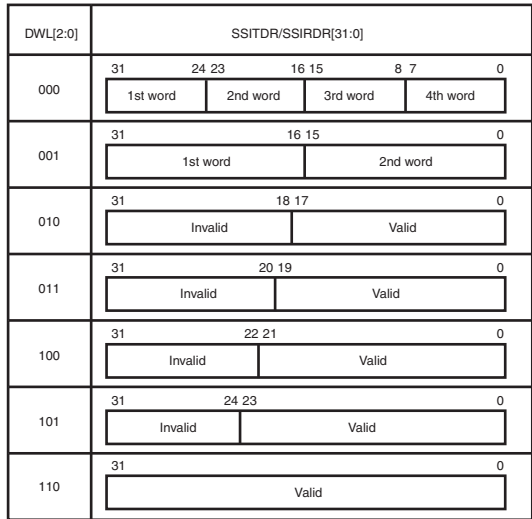 DWL[2:0] SSITDR/SSIRDR[31:0]
31 24 23 16 15 8 7 0
000 1st word 2nd word 3rd word 4th word
31 16 15 0
001 1st word 2nd word
31 18 17 0
010 Invalid Valid
31 20 19 0
011 Invalid Valid
31 22 21 0
100 Invalid Valid
31 24 23 0
101 Invalid Valid
31 0
110 Valid